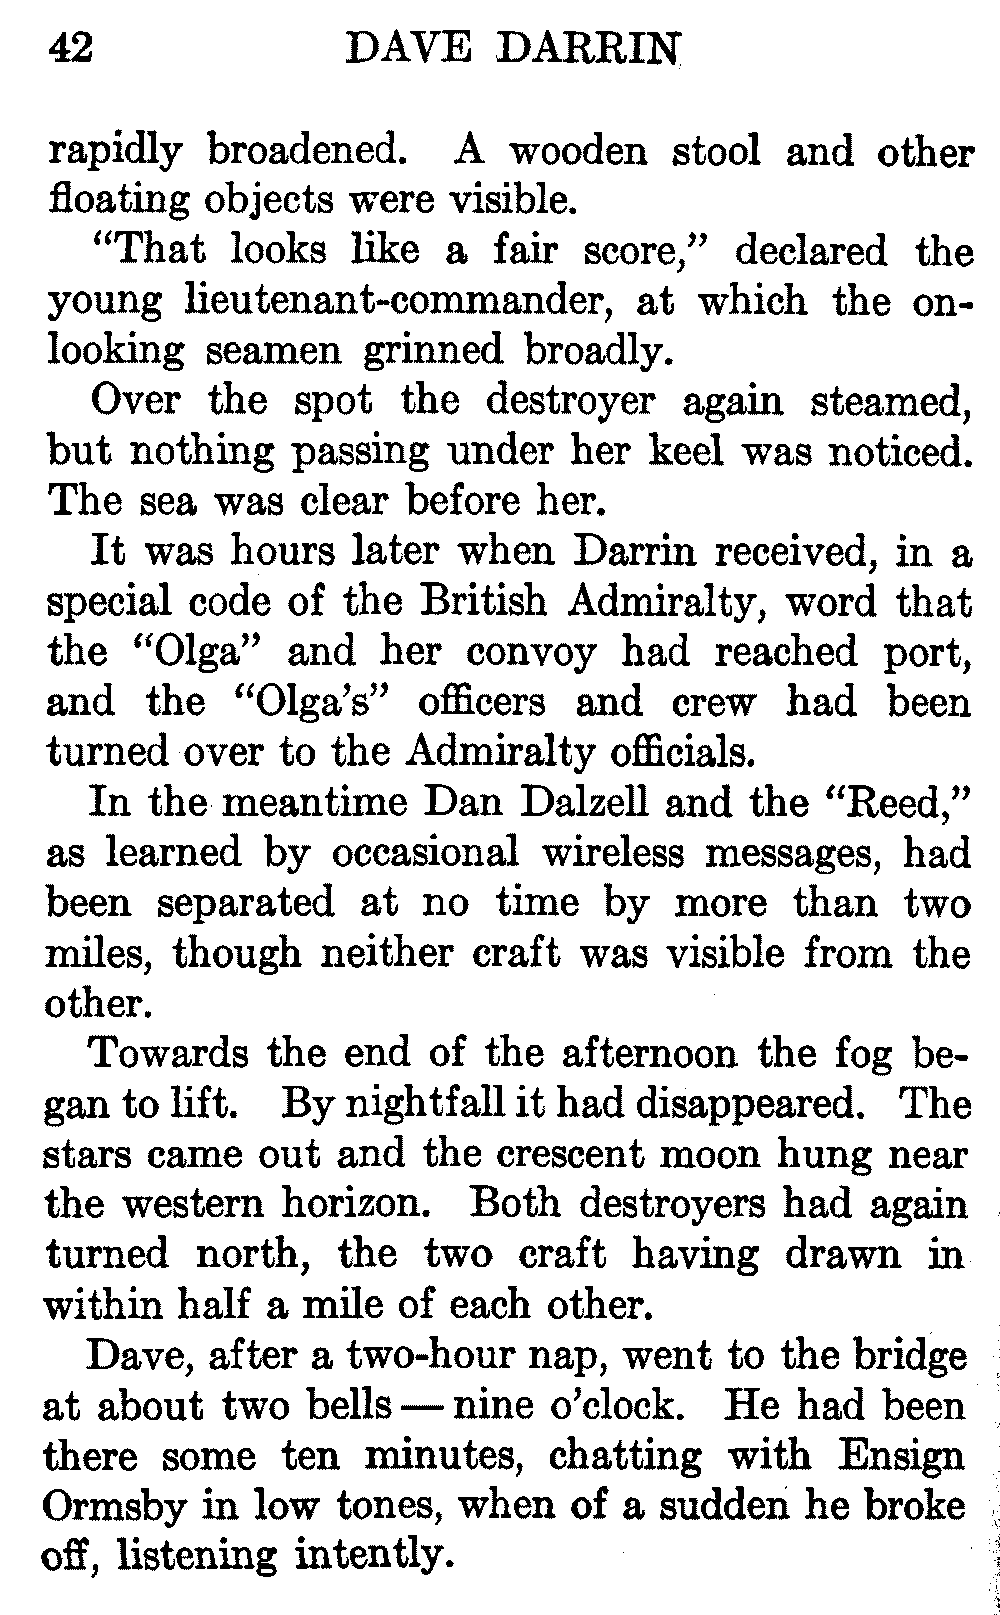 42 DAVE DARRIN
rapidly broadened. A wooden stool and other
floating objects were visible.
“That looks like a fair score,” declared the
young lieutenant-commander, at which the on-
looking seamen grinned broadly.
Over the spot the destroyer again steamed,
but nothing passing under her keel was noticed.
The sea was clear before her.
It was hours later when Darrin received, in a
special code of the British Admiralty, word that
the “Olga” and her convoy had reached port,
and the “Olga’s” officers and crew had been
turned over to the Admiralty officials.
In the meantime Dan Dalzell and the “Reed,”
as learned by occasional wireless messages, had
been separated at no time by more than two
miles, though neither craft was visible from the
other.
Towards the end of the afternoon the fog be-
gan to lift. By nightfall it had disappeared. The
stars came out and the crescent moon hung near
the western horizon. Both destroyers had again
turned north, the two craft having drawn in
within half a mile of each other.
Dave, after a two-hour nap, went to the bridge
at about two bells — nine o’clock. He had been
there some ten minutes, chatting with Ensign
Ormsby in low tones, when of a sudden he broke
off, listening intently.